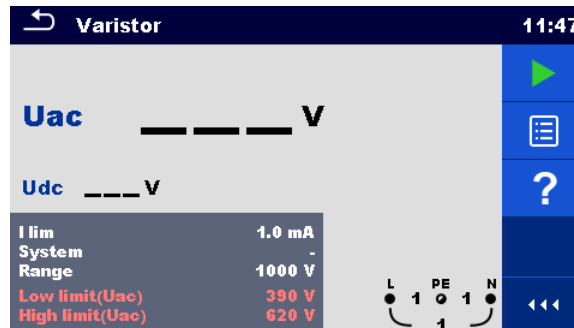 Varistor 11:47
Uac _ _ _ V
Udc _ _ _ V
I lim 1.0 mA
System -
Range 1000 V
Low limit(Uac) 390 V
High limit(Uac) 620 V
L PE N
1 1
1
?